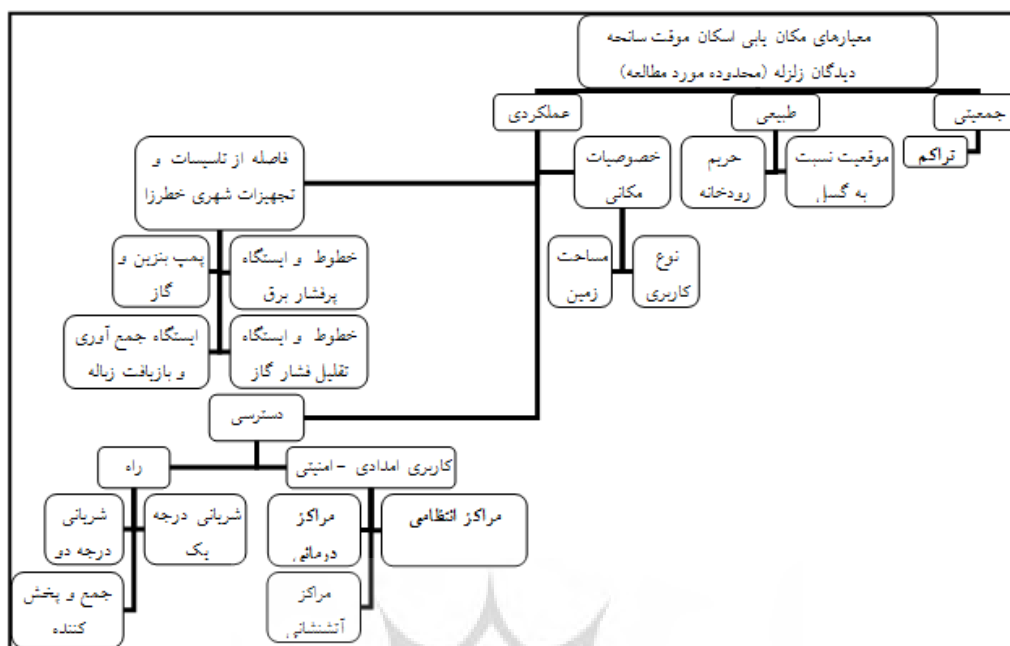 معیارهای مکان یابی اسکان موقت سانحه
دیدگان زلزله (محدوده مورد مطالعه)
جمعیتی
طبیعی
عملکردی
تراکم
موقعیت نسبت
به گسل
حریم
رودخانه
خصوصیات
مکانی
فاصله از تاسیسات و
تجهیزات شهری خطرزا
نوع
کاربری
مساحت
زمین
خطوط و ایستگاه
پرفشار برق
پمپ بنزین و
گاز
خطوط و ایستگاه
تقلیل فشار گاز
ایستگاه جمع آوری
و بازیافت زباله
دسترسی
کاربری امدادی - امنیتی
راه
مراکز انتظامی
مراکز
درمانی
مراکز
آتشنشانی
شریانی درجه
یک
شریانی
درجه دو
جمع و پخش
کننده